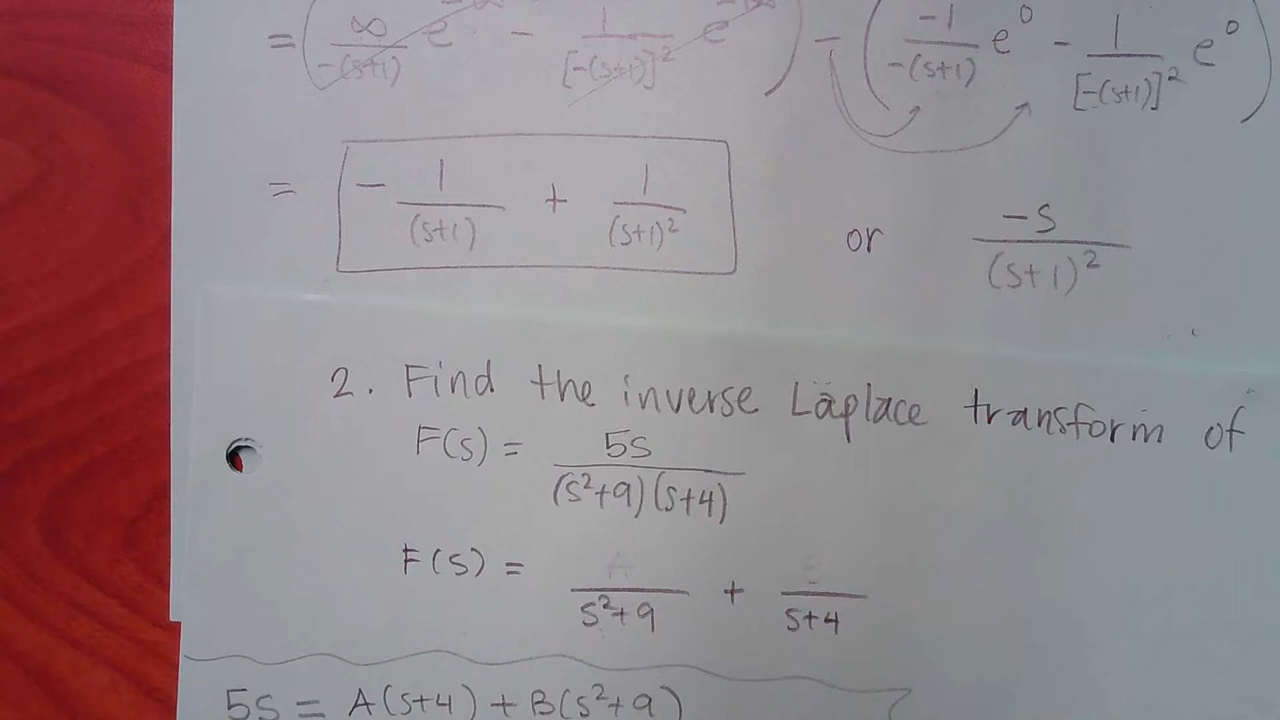 = (∞/-(s+1) e^-∞ - 1/[-(s+1)]² e^-∞) - (-1/-(s+1) e⁰ - 1/[-(s+1)]² e⁰)
= - 1/(s+1) + 1/(s+1)² or -s/(s+1)²
2. Find the inverse Laplace transform of
F(s) = 5s/(s²+9)(s+4)
F(s) = A/s²+9 + /s+4
5s = A(s+4) + B(s²+9)